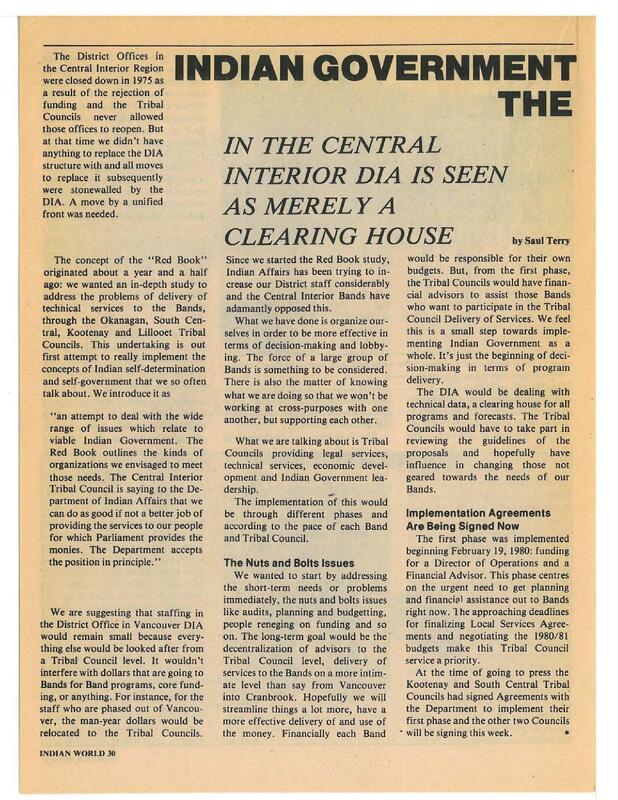 The District Offices in
the Central Interior Region
were closed down in 1975 as
a result of the rejection of
funding and the Tribal
Councils never allowed
those offices to reopen. But
at that time we didn't have
anything to replace the DIA
structure with and all moves
to replace it subsequently
were stonewalled by the
DIA. A move by a unified
front was needed.
INDIAN GOVERNMENT
THE
IN THE CENTRAL
INTERIOR DIA IS SEEN
AS MERELY A
CLEARING HOUSE
by Saul Terry
The concept of the "Red Book"
originated about a year and a half
ago: we wanted an in-depth study to
address the problems of delivery of
technical services to the Bands,
through the Okanagan, South Cen-
tral, Kootenay and Lillooet Tribal
Councils. This undertaking is out
first attempt to really implement the
concepts of Indian self-determination
and self-government that we so often
talk about. We introduce it as
"an attempt to deal with the wide
range of issues which relate to
viable Indian Government. The
Red Book outlines the kinds of
organizations we envisaged to meet
those needs. The Central Interior
Tribal Council is saying to the De-
partment of Indian Affairs that we
can do as good if not a better job of
providing the services to our people
for which Parliament provides the
monies. The Department accepts
the position in principle."
We are suggesting that staffing in
the District Office in Vancouver DIA
would remain small because every-
thing else would be looked after from
a Tribal Council level. It wouldn't
interfere with dollars that are going to
Bands for Band programs, core fund-
ing, or anything. For instance, for the
staff who are phased out of Vancou-
ver, the man-year dollars would be
relocated to the Tribal Councils.
Since we started the Red Book study,
Indian Affairs has been trying to in-
crease our District staff considerably
and the Central Interior Bands have
adamantly opposed this.
What we have done is organize our-
selves in order to be more effective in
terms of decision-making and lobby-
ing. The force of a large group of
Bands is something to be considered.
There is also the matter of knowing
what we are doing so that we won't be
working at cross-purposes with one
another, but supporting each other.
What we are talking about is Tribal
Councils providing legal services,
technical services, economic devel-
opment and Indian Government lea-
dership.
The implementation of this would
be through different phases and
according to the pace of each Band
and Tribal Council.
The Nuts and Bolts Issues
We wanted to start by addressing
the short-term needs or problems
immediately, the nuts and bolts issues
like audits, planning and budgetting,
people reneging on funding and so
on. The long-term goal would be the
decentralization of advisors to the
Tribal Council level, delivery of
services to the Bands on a more intim-
ate level than say from Vancouver
into Cranbrook. Hopefully we will
streamline things a lot more, have a
more effective delivery of and use of
the money. Financially each Band
would be responsible for their own
budgets. But, from the first phase,
the Tribal Councils would have finan-
cial advisors to assist those Bands
who want to participate in the Tribal
Council Delivery of Services. We feel
this is a small step towards imple-
menting Indian Government as a
whole. It's just the beginning of deci-
sion-making in terms of program
delivery.
The DIA would be dealing with
technical data, a clearing house for all
programs and forecasts. The Tribal
Councils would have to take part in
reviewing the guidelines of the
proposals and hopefully have
influence in changing those not
geared towards the needs of our
Bands.
Implementation Agreements
Are Being Signed Now
The first phase was implemented
beginning February 19, 1980: funding
for a Director of Operations and a
Financial Advisor. This phase centres
on the urgent need to get planning
and financial assistance out to Bands
right now. The approaching deadlines
for finalizing Local Services Agree-
ments and negotiating the 1980/81
budgets make this Tribal Council
service a priority.
At the time of going to press the
Kootenay and South Central Tribal
Councils had signed Agreements with
the Department to implement their
first phase and the other two Councils
will be signing this week. •
INDIAN WORLD 30